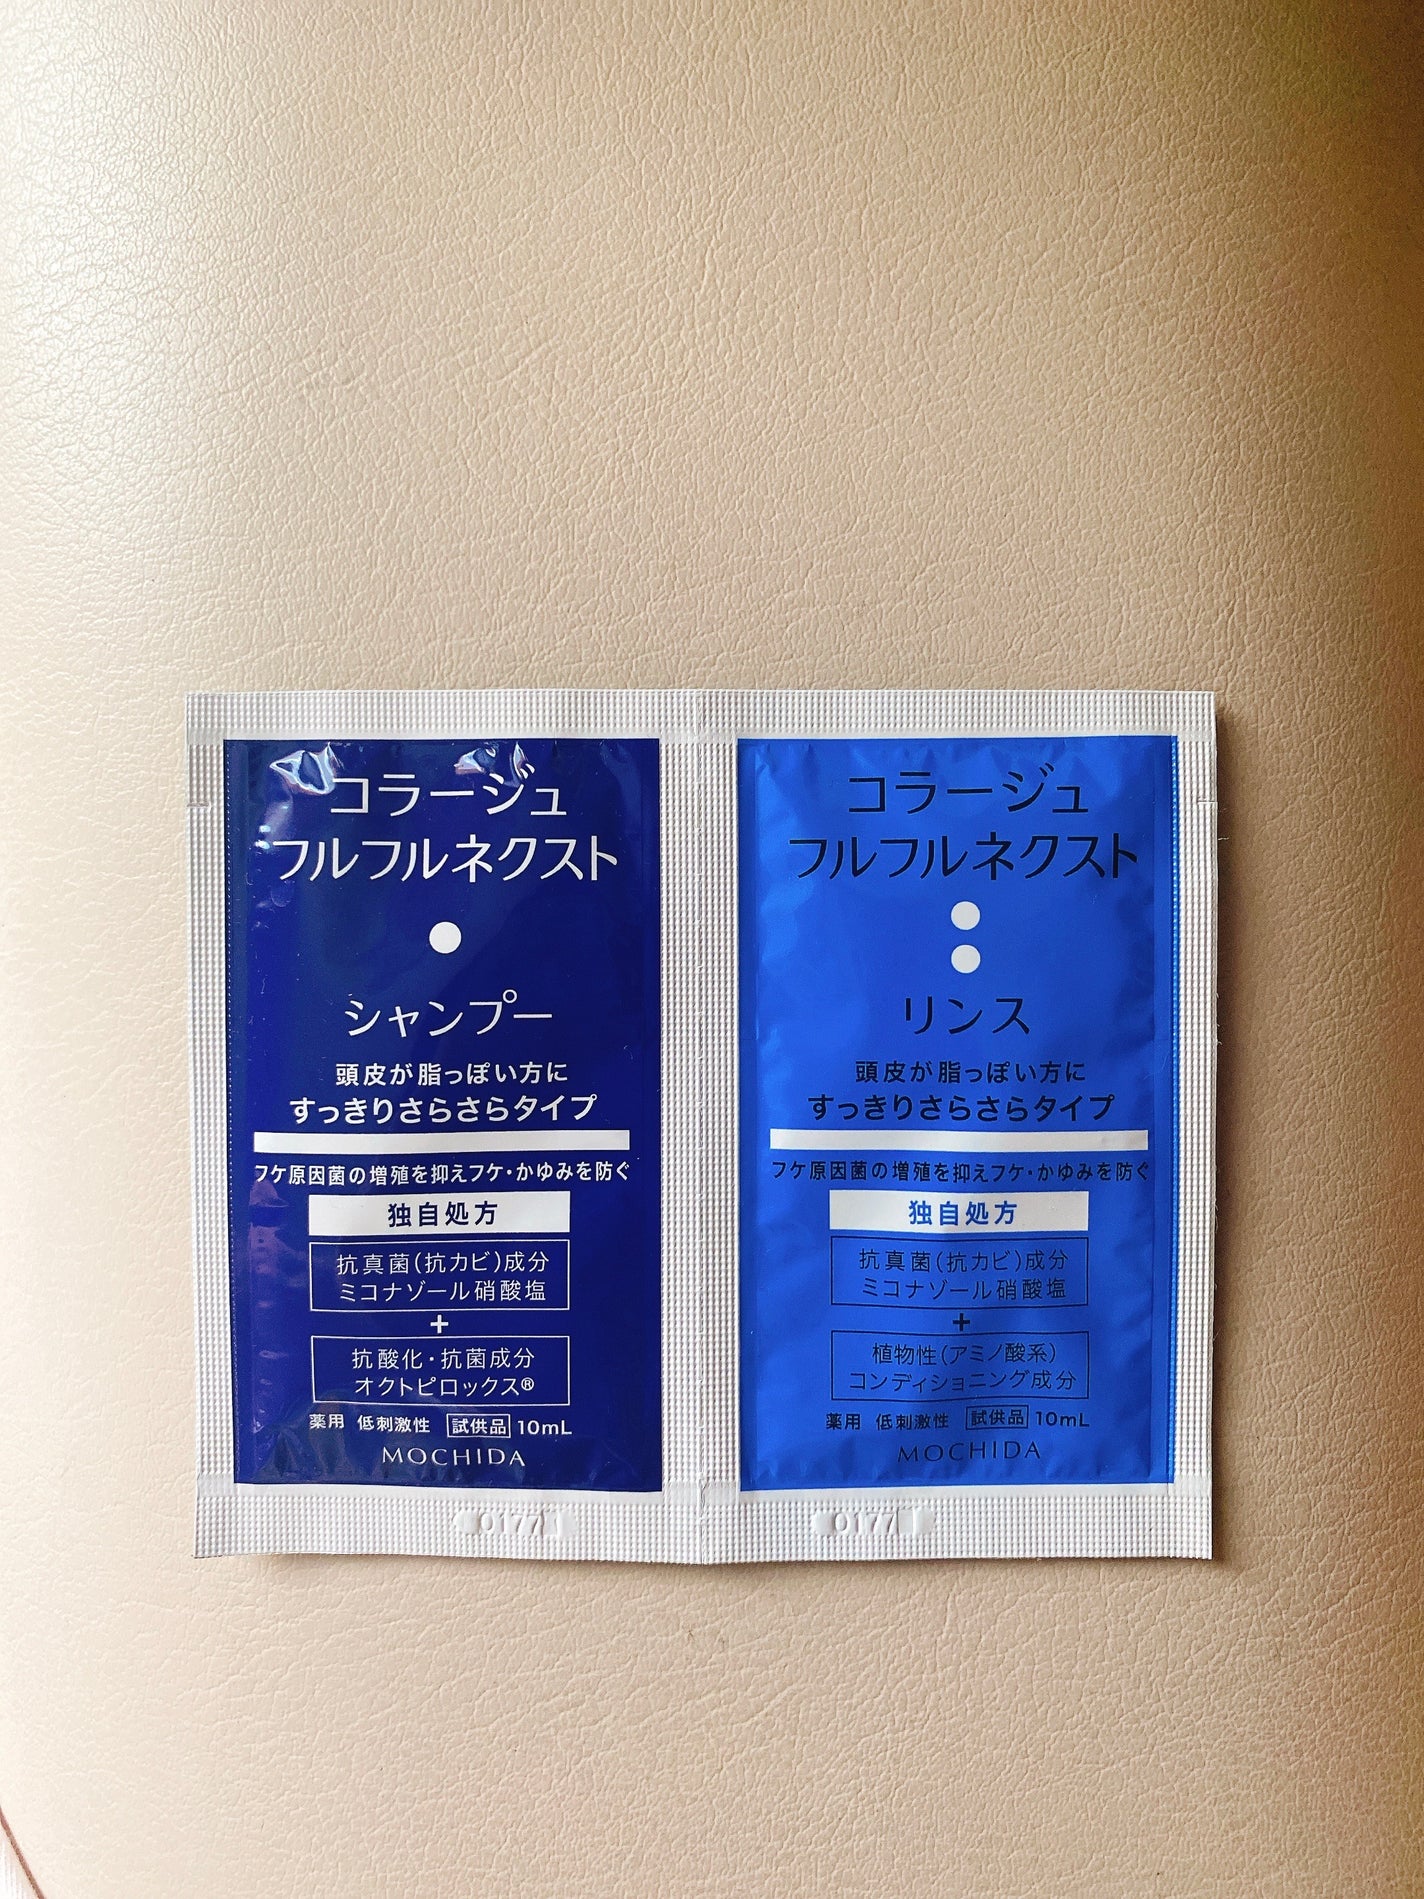 コラージュ
フルフルネクスト
シャンプー
頭皮が脂っぽい方に
すっきりさらさらタイプ
フケ原因菌の増殖を抑えフケ・かゆみを防ぐ
独自処方
抗真菌(抗カビ)成分
ミコナゾール硝酸塩
+
抗酸化・抗菌成分
オクトピロックス®
薬用 低刺激性 試供品 10mL
MOCHIDA
0177
コラージュ
フルフルネクスト
リンス
頭皮が脂っぽい方に
すっきりさらさらタイプ
フケ原因菌の増殖を抑えフケ・かゆみを防ぐ
独自処方
抗真菌(抗カビ)成分
ミコナゾール硝酸塩
+
植物性(アミノ酸系)
コンディショニング成分
薬用 低刺激性 試供品 10mL
MOCHIDA
0177